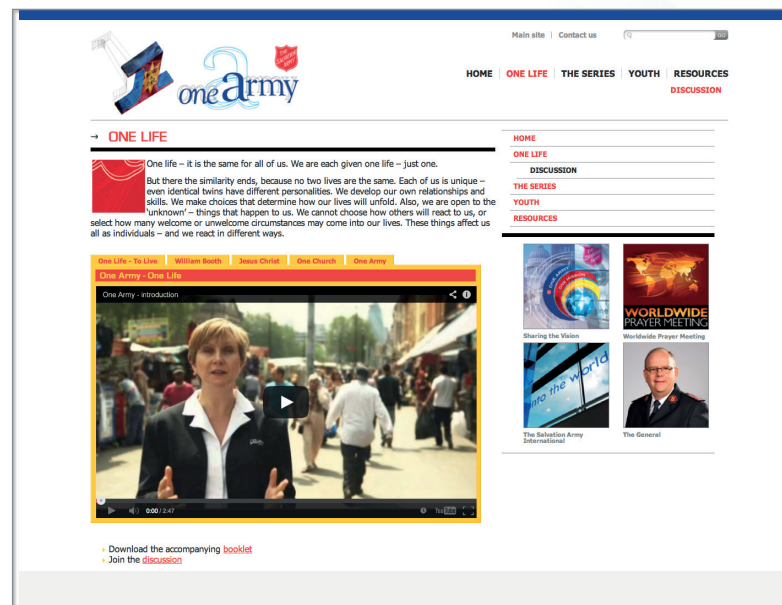 Main site | Contact us
GO
THE SALVATION ARMY
one army
HOME | ONE LIFE | THE SERIES | YOUTH | RESOURCES
DISCUSSION
→ ONE LIFE
One life – it is the same for all of us. We are each given one life – just one.
But there the similarity ends, because no two lives are the same. Each of us is unique –
even identical twins have different personalities. We develop our own relationships and
skills. We make choices that determine how our lives will unfold. Also, we are open to the
‘unknown’ – things that happen to us. We cannot choose how others will react to us, or
select how many welcome or unwelcome circumstances may come into our lives. These things affect us
all as individuals – and we react in different ways.
One Life - To Live
William Booth
Jesus Christ
One Church
One Army
One Army - One Life
One Army - introduction
0:00 / 2:47
YouTube
Download the accompanying booklet
Join the discussion
HOME
ONE LIFE
DISCUSSION
THE SERIES
YOUTH
RESOURCES
Sharing the Vision
WORLDWIDE
PRAYER MEETING
Worldwide Prayer Meeting
into the world
The Salvation Army
International
The General